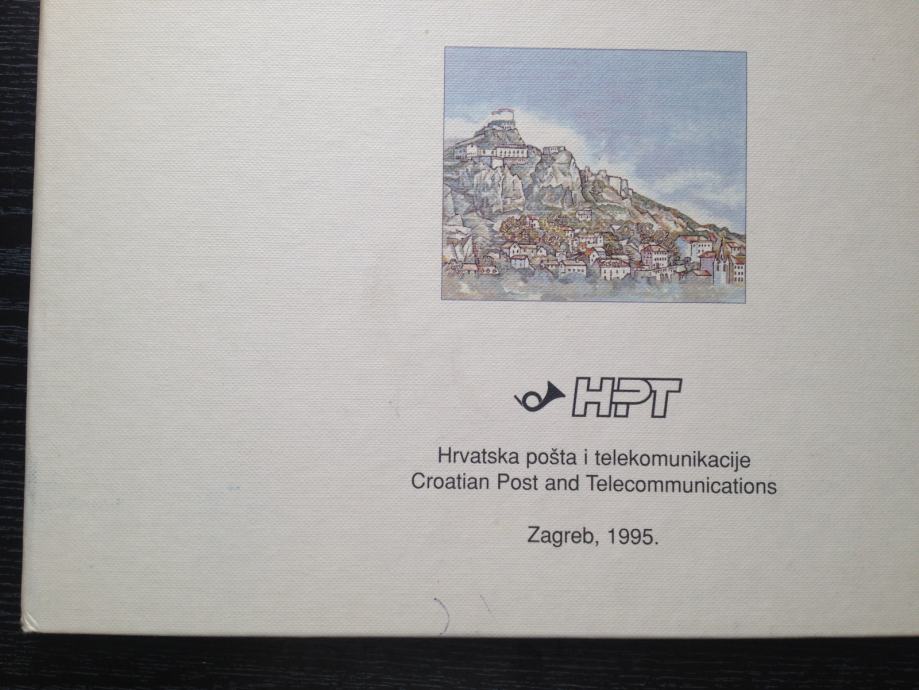 HPT
Hrvatska pošta i telekomunikacije
Croatian Post and Telecommunications
Zagreb, 1995.